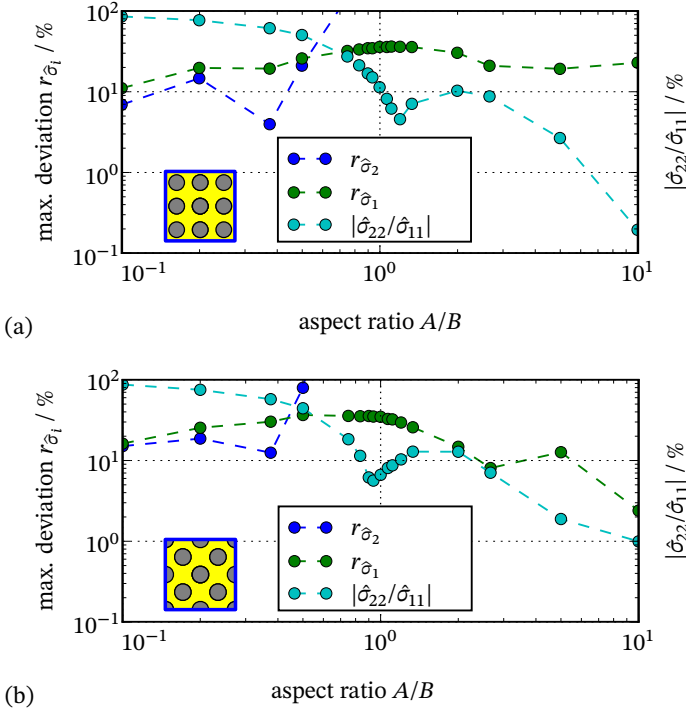 max. deviation r_σ̂ᵢ / %
10²
10¹
10⁰
10⁻¹
r_σ̂₂
r_σ̂₁
|σ̂₂₂/σ̂₁₁|
|σ̂₂₂/σ̂₁₁| / %
10⁻¹ 10⁰ 10¹
(a)
aspect ratio A/B
max. deviation r_σ̂ᵢ / %
10²
10¹
10⁰
10⁻¹
r_σ̂₂
r_σ̂₁
|σ̂₂₂/σ̂₁₁|
|σ̂₂₂/σ̂₁₁| / %
10⁻¹ 10⁰ 10¹
(b)
aspect ratio A/B